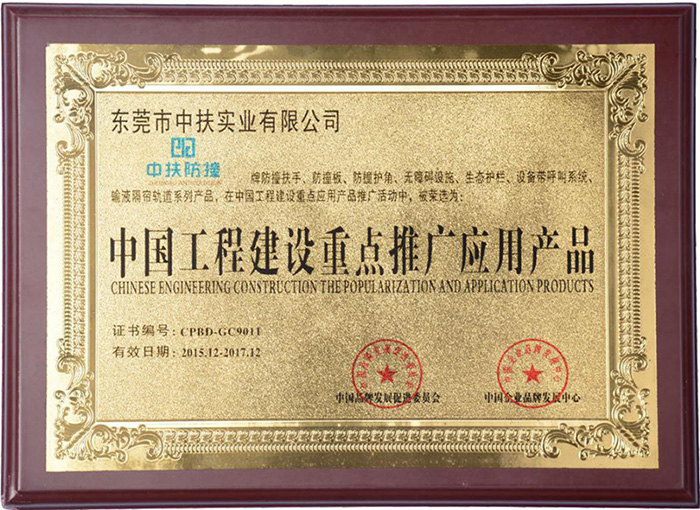 东莞市中扶实业有限公司
中扶防撞
牌防撞扶手、防撞板、防撞护角、无障碍设施、生态护栏、设备带呼叫系统、
输液隔帘轨道系列产品，在中国工程建设重点应用产品推广活动中，被荣选为：
中国工程建设重点推广应用产品
CHINESE ENGINEERING CONSTRUCTION THE POPULARIZATION AND APPLICATION PRODUCTS
证书编号：CPBD-GC9011
有效日期：2015.12-2017.12
中国品牌发展促进委员会
中国企业品牌发展中心